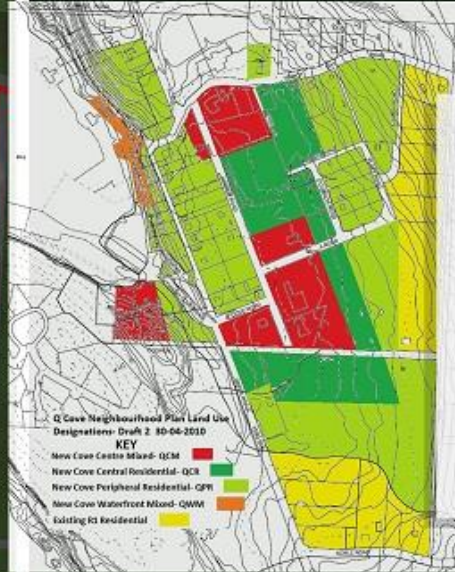 Q Cove Neighbourhood Plan Land Use
Designations- Draft 2 30-04-2010
KEY
New Cove Centre Mixed- QCM
New Cove Central Residential- QCR
New Cove Peripheral Residential- QPR
New Cove Waterfront Mixed- QWM
Existing R1 Residential